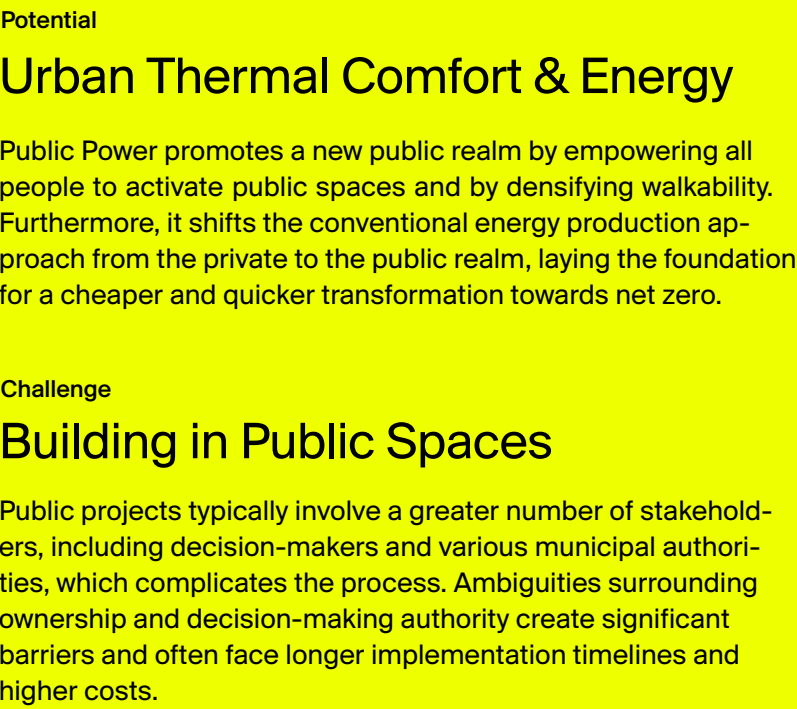 Potential
Urban Thermal Comfort & Energy
Public Power promotes a new public realm by empowering all
people to activate public spaces and by densifying walkability.
Furthermore, it shifts the conventional energy production ap-
proach from the private to the public realm, laying the foundation
for a cheaper and quicker transformation towards net zero.
Challenge
Building in Public Spaces
Public projects typically involve a greater number of stakehold-
ers, including decision-makers and various municipal authori-
ties, which complicates the process. Ambiguities surrounding
ownership and decision-making authority create significant
barriers and often face longer implementation timelines and
higher costs.